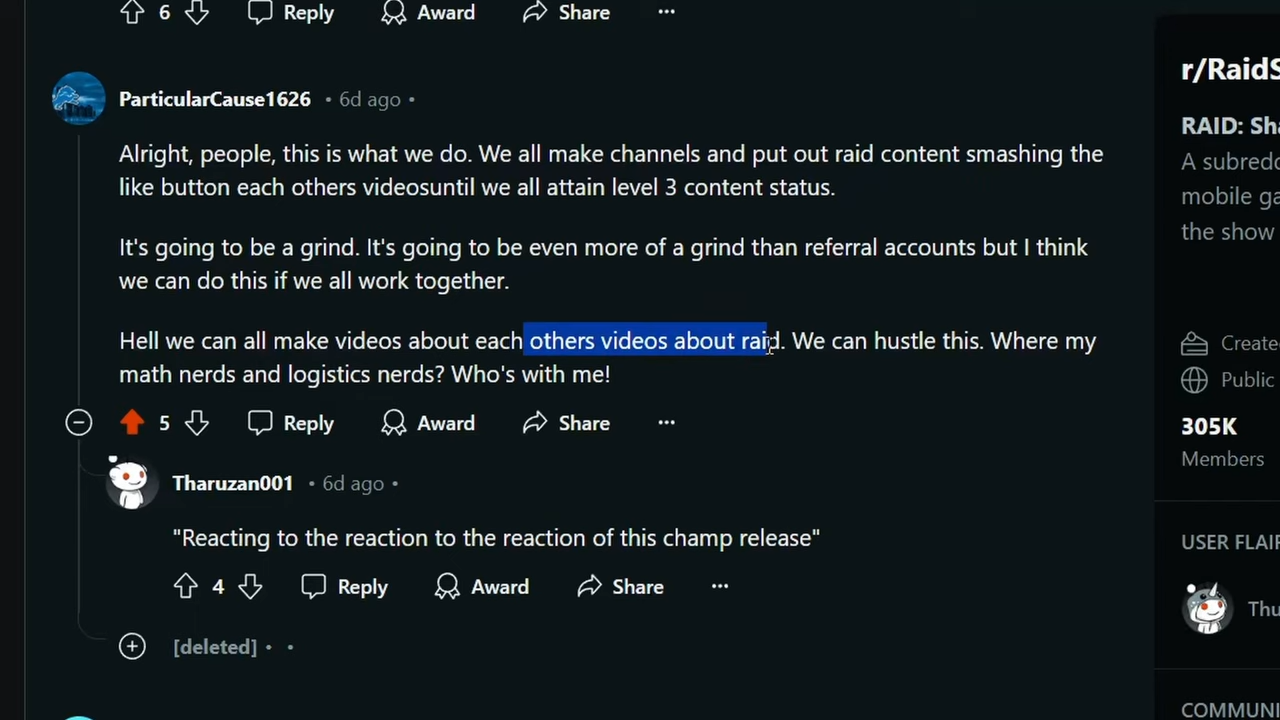 6 Reply Award Share
ParticularCause1626 • 6d ago •
Alright, people, this is what we do. We all make channels and put out raid content smashing the
like button each others videosuntil we all attain level 3 content status.
It's going to be a grind. It's going to be even more of a grind than referral accounts but I think
we can do this if we all work together.
Hell we can all make videos about each others videos about raid. We can hustle this. Where my
math nerds and logistics nerds? Who's with me!
5 Reply Award Share
Tharuzan001 • 6d ago •
"Reacting to the reaction to the reaction of this champ release"
4 Reply Award Share
[deleted] • •
r/RaidS
RAID: Sha
A subredd
mobile ga
the show
Create
Public
305K
Members
USER FLAIR
Thu
COMMUN